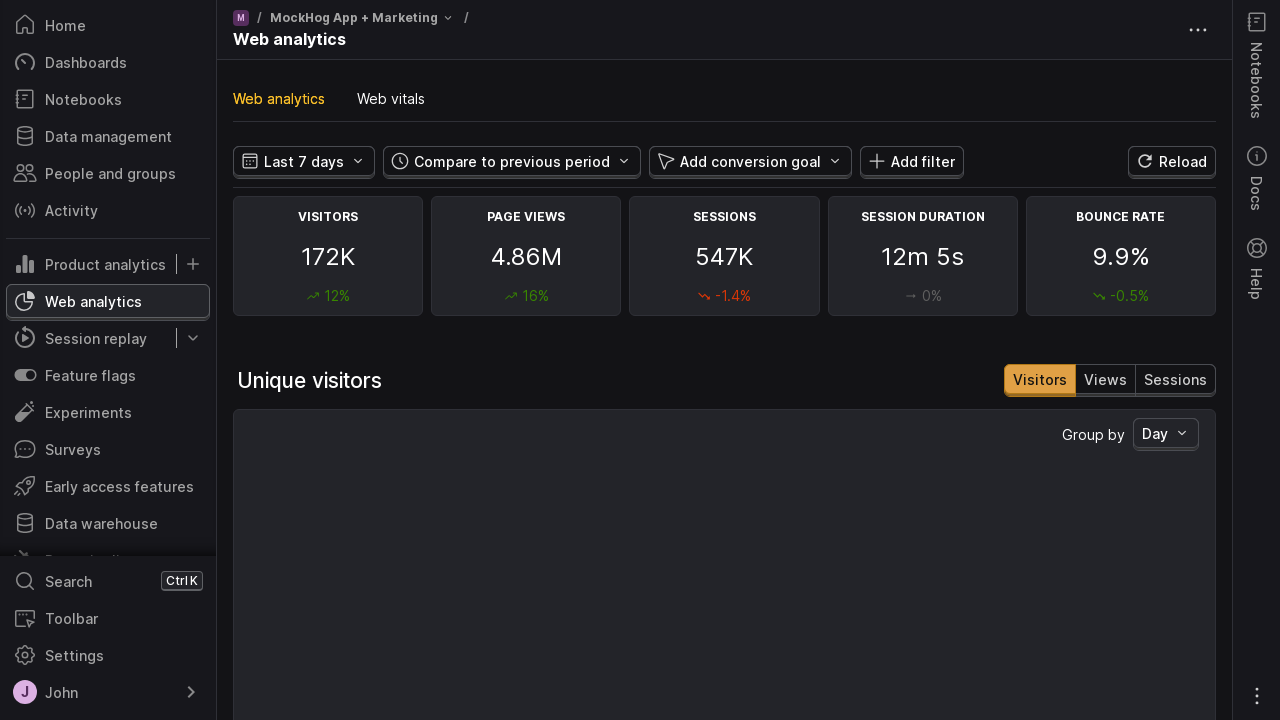 Home
Dashboards
Notebooks
Data management
People and groups
Activity
Product analytics
Web analytics
Session replay
Feature flags
Experiments
Surveys
Early access features
Data warehouse
Search Ctrl K
Toolbar
Settings
J John
M / MockHog App + Marketing /
Web analytics
Web analytics Web vitals
Last 7 days Compare to previous period Add conversion goal Add filter Reload
VISITORS PAGE VIEWS SESSIONS SESSION DURATION BOUNCE RATE
172K 4.86M 547K 12m 5s 9.9%
12% 16% -1.4% 0% -0.5%
Unique visitors
Visitors Views Sessions
Group by Day
Notebooks
Docs
Help